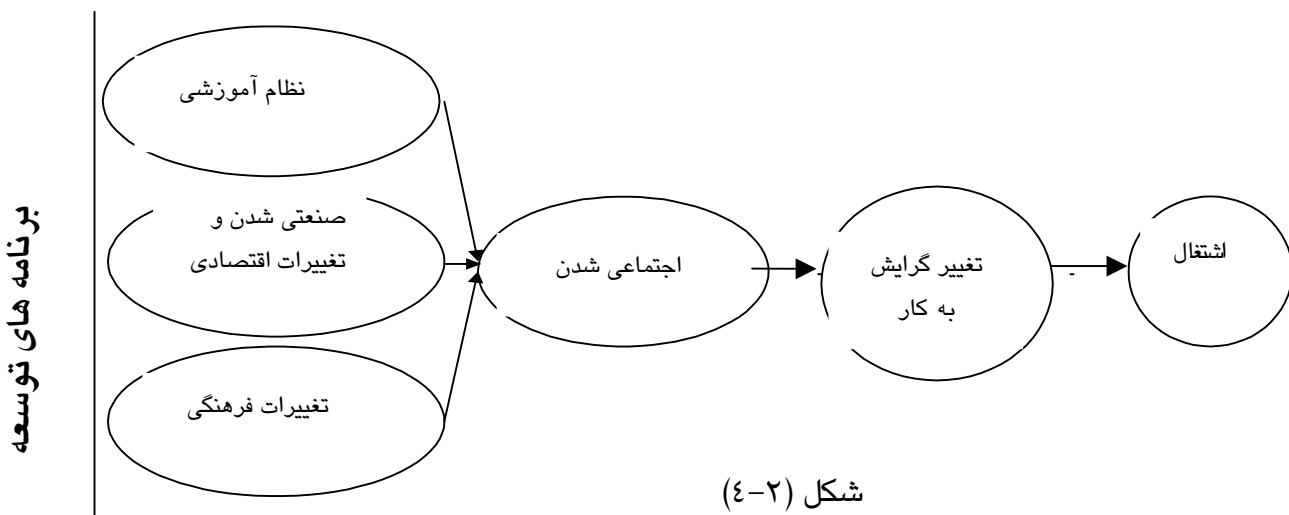 برنامه های توسعه
نظام آموزشی
صنعتی شدن و
تغییرات اقتصادی
تغییرات فرهنگی
اجتماعی شدن
تغییر گرایش
به کار
اشتغال
شکل (۲-٤)